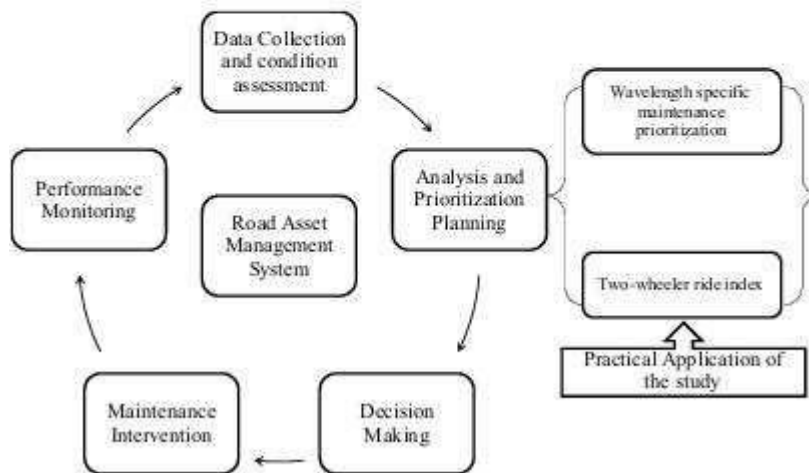 Data Collection
and condition
assessment
Wavelength specific
maintenance
prioritization
Performance
Monitoring
Road Asset
Management
System
Analysis and
Prioritization
Planning
Two-wheeler ride index
Practical Application of
the study
Maintenance
Intervention
Decision
Making